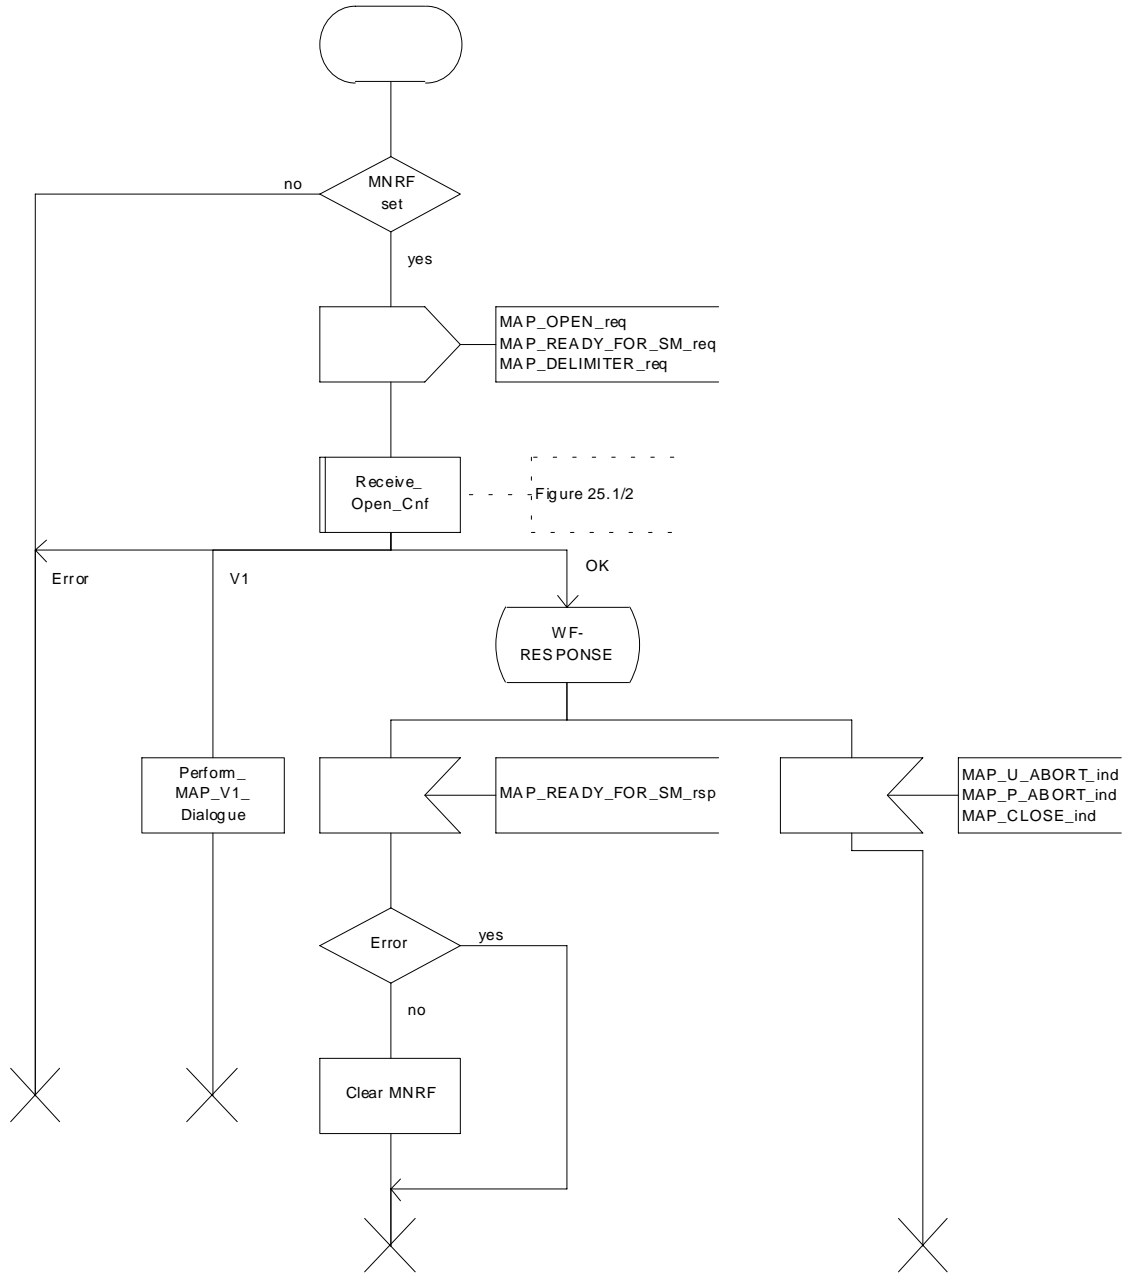 no
MNRF
set
yes
MAP_OPEN_req
MAP_READY_FOR_SM_req
MAP_DELIMITER_req
Receive_
Open_Cnf
Figure 25.1/2
Error
V1
OK
WF-
RESPONSE
Perform_
MAP_V1_
Dialogue
MAP_READY_FOR_SM_rsp
MAP_U_ABORT_ind
MAP_P_ABORT_ind
MAP_CLOSE_ind
Error
yes
no
Clear MNRF